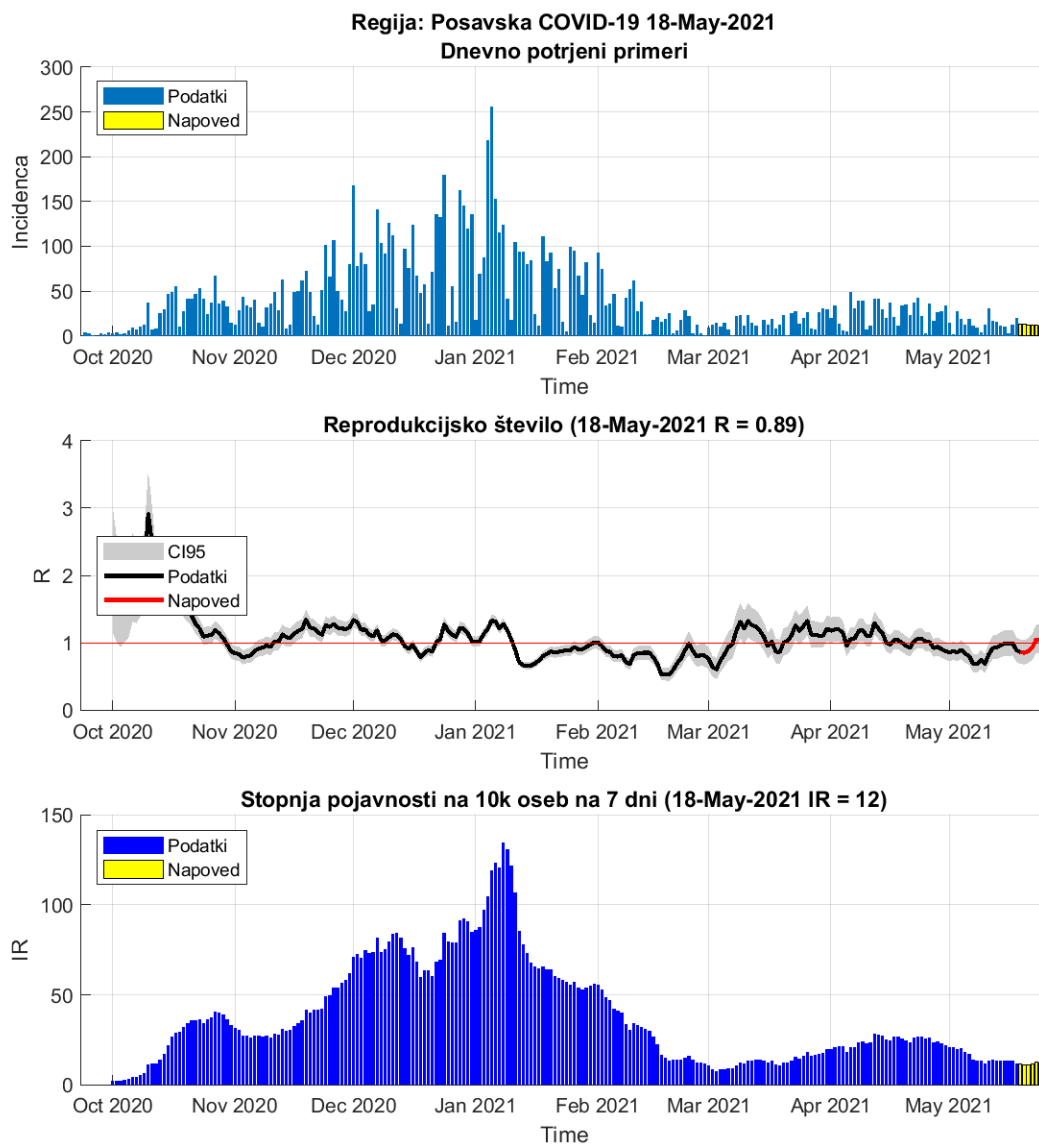 Regija: Posavska COVID-19 18-May-2021
Dnevno potrjeni primeri
300
250
200
150
100
50
0
Incidenca
Podatki
Napoved
Oct 2020 Nov 2020 Dec 2020 Jan 2021 Feb 2021 Mar 2021 Apr 2021 May 2021
Time
Reprodukcijsko število (18-May-2021 R = 0.89)
4
3
2
1
0
R
CI95
Podatki
Napoved
Oct 2020 Nov 2020 Dec 2020 Jan 2021 Feb 2021 Mar 2021 Apr 2021 May 2021
Time
Stopnja pojavnosti na 10k oseb na 7 dni (18-May-2021 IR = 12)
150
100
50
0
IR
Podatki
Napoved
Oct 2020 Nov 2020 Dec 2020 Jan 2021 Feb 2021 Mar 2021 Apr 2021 May 2021
Time